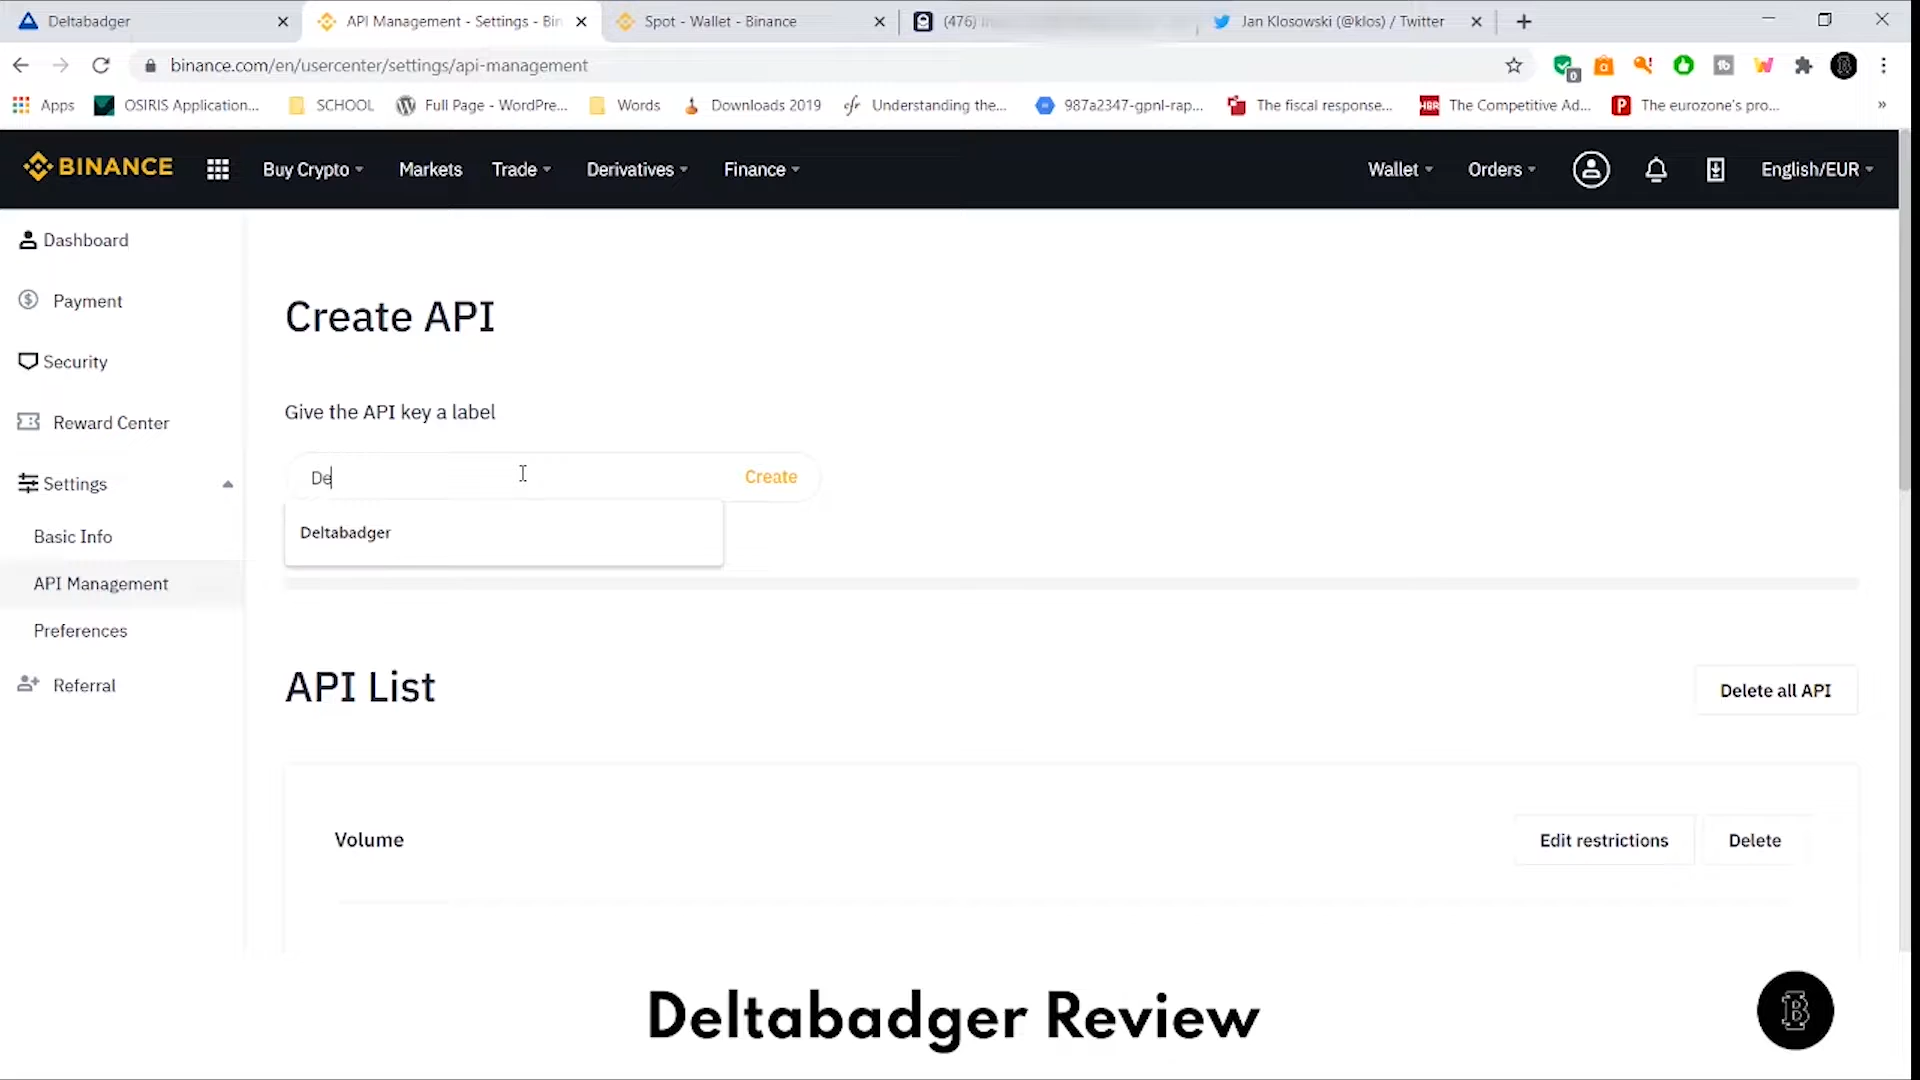 Deltabadger
API Management - Settings - Bin
Spot - Wallet - Binance
(476)
Jan Klosowski (@klos) / Twitter
binance.com/en/usercenter/settings/api-management
0
Apps
OSIRIS Application...
SCHOOL
Full Page - WordPre...
Words
Downloads 2019
cfr
Understanding the...
987a2347-gpnl-rap...
The fiscal response...
HBR
The Competitive Ad...
P
The eurozone's pro...
»
BINANCE
Buy Crypto
Markets
Trade
Derivatives
Finance
Wallet
Orders
English/EUR
Dashboard
Payment
Security
Reward Center
Settings
Basic Info
API Management
Preferences
Referral
Create API
Give the API key a label
De
Create
Deltabadger
API List
Delete all API
Volume
Edit restrictions
Delete
Deltabadger Review